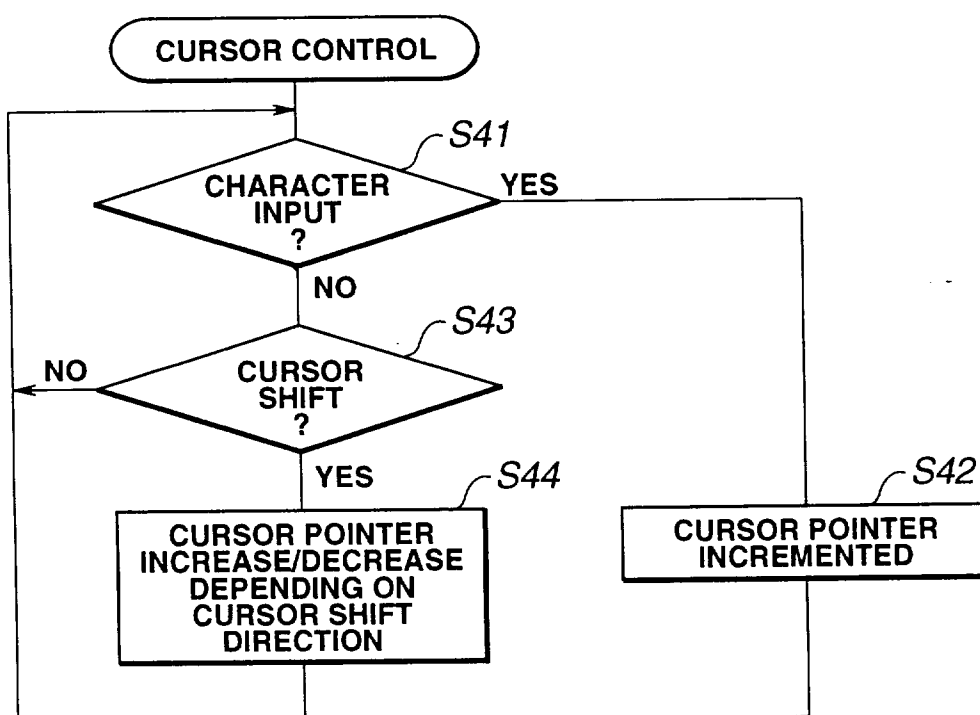 CURSOR CONTROL
S41
CHARACTER
INPUT
?
YES
NO
S43
CURSOR
SHIFT
?
NO
YES
S44
CURSOR POINTER
INCREASE/DECREASE
DEPENDING ON
CURSOR SHIFT
DIRECTION
S42
CURSOR POINTER
INCREMENTED